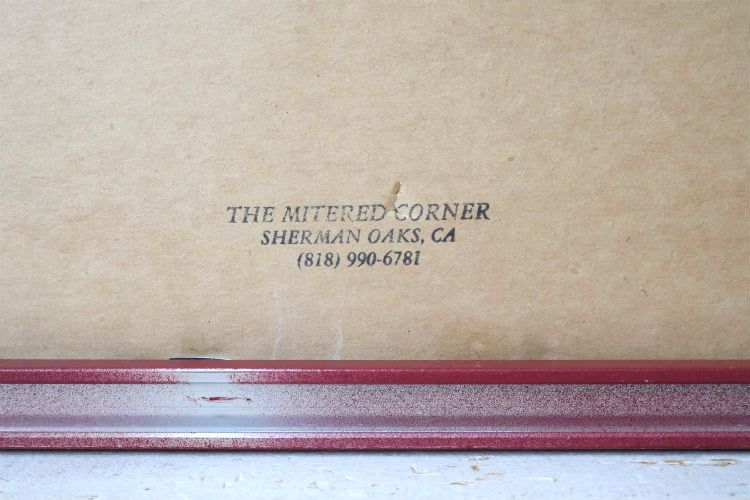 THE MITERED CORNER
SHERMAN OAKS, CA
(818) 990-6781